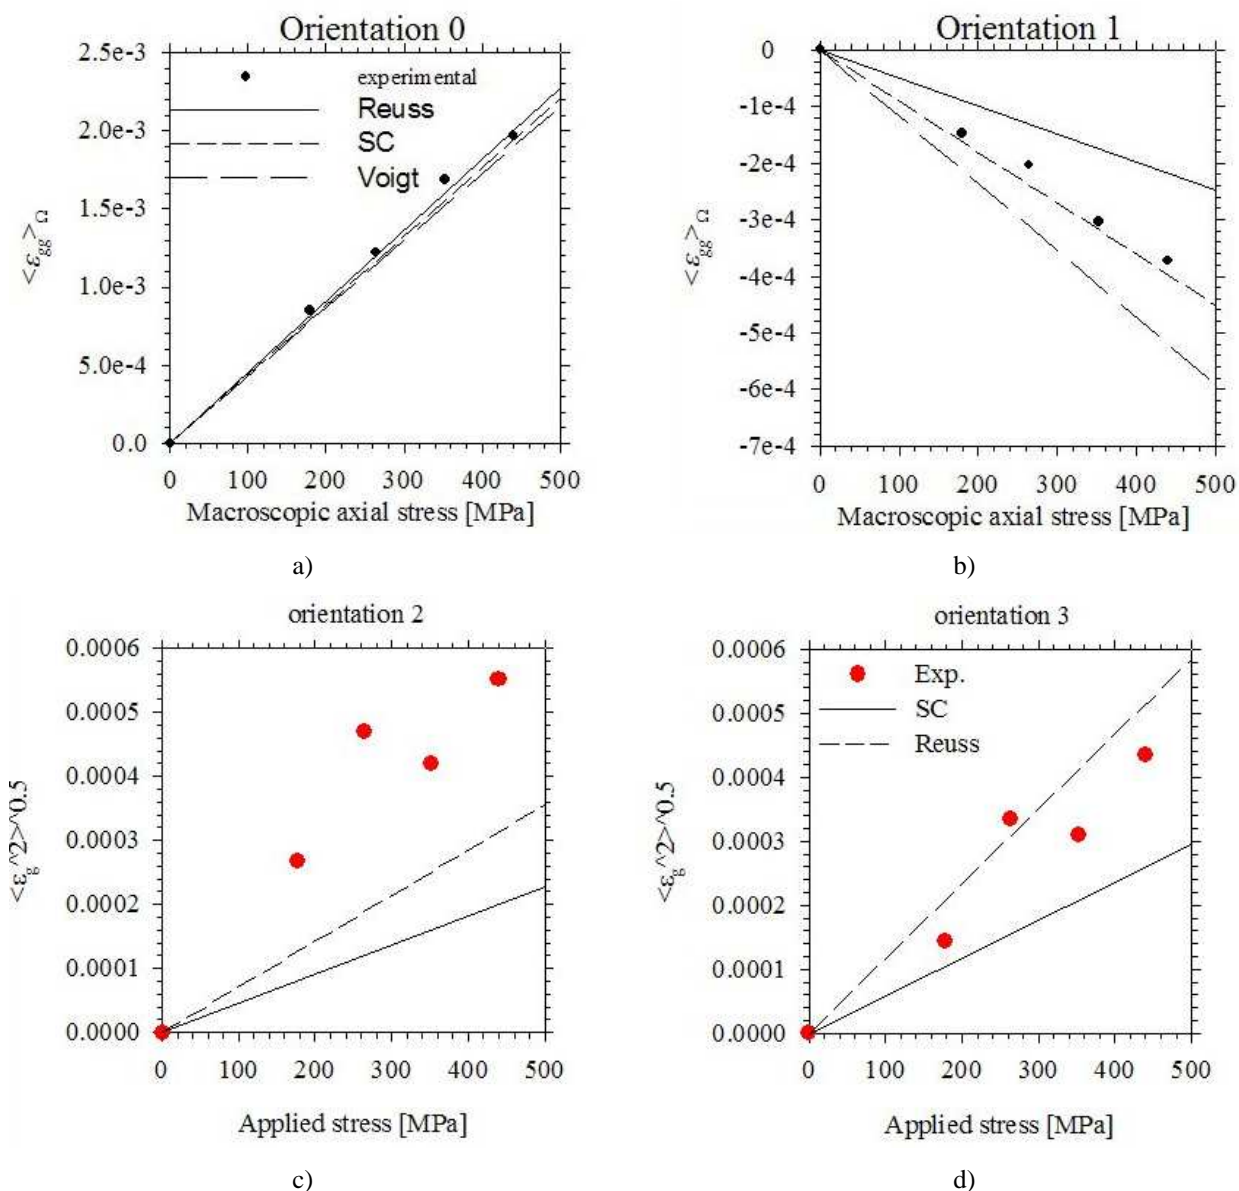 Orientation 0
2.5e-3
2.0e-3
1.5e-3
1.0e-3
5.0e-4
0.0
experimental
Reuss
SC
Voigt
<ε_gg>_Ω
0 100 200 300 400 500
Macroscopic axial stress [MPa]
a)
Orientation 1
0
-1e-4
-2e-4
-3e-4
-4e-4
-5e-4
-6e-4
-7e-4
<ε_gg>_Ω
0 100 200 300 400 500
Macroscopic axial stress [MPa]
b)
orientation 2
0.0006
0.0005
0.0004
0.0003
0.0002
0.0001
0.0000
<ε_g^2>^0.5
0 100 200 300 400 500
Applied stress [MPa]
c)
orientation 3
0.0006
0.0005
0.0004
0.0003
0.0002
0.0001
0.0000
Exp.
SC
Reuss
<ε_g^2>^0.5
0 100 200 300 400 500
Applied stress [MPa]
d)